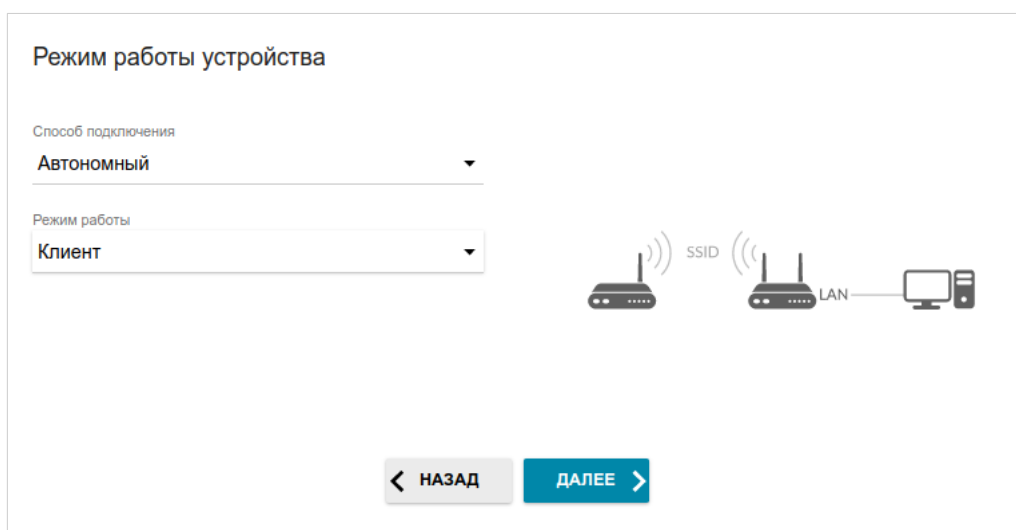 Режим работы устройства
Способ подключения
Автономный
Режим работы
Клиент
SSID
LAN
НАЗАД
ДАЛЕЕ